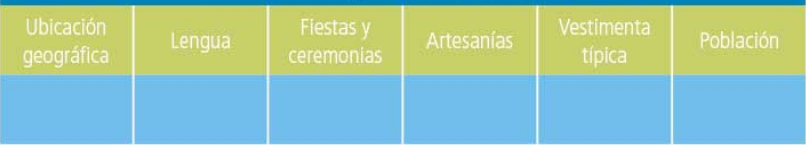 Ubicación
geográfica
Lengua
Fiestas y
ceremonias
Artesanías
Vestimenta
típica
Población